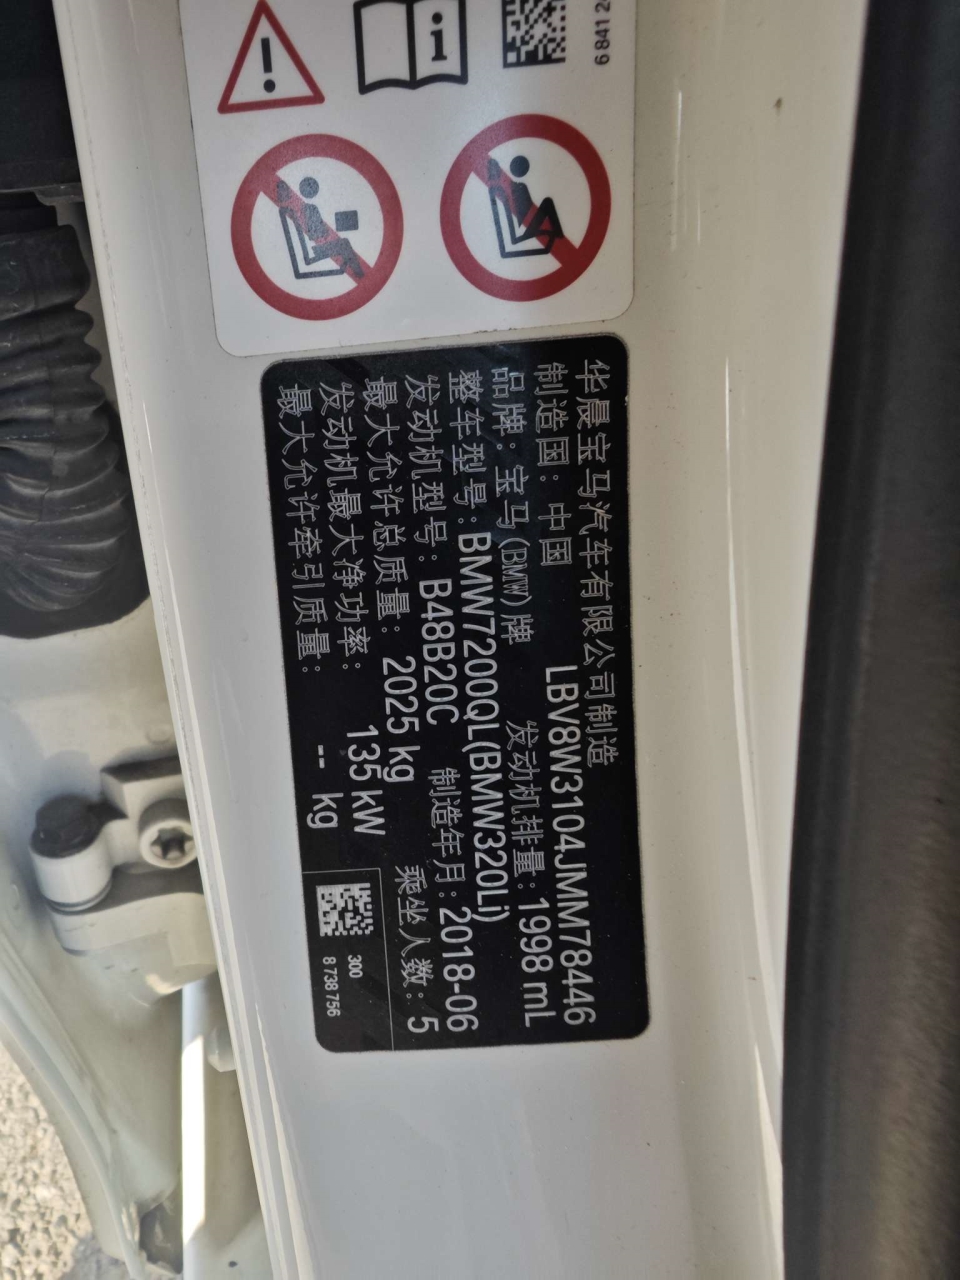 6 841 2
华晨宝马汽车有限公司制造
制造国：中国 LBV8W3104JMM78446
品牌：宝马(BMW)牌 发动机排量：1998 mL
整车型号：BMW7200QL(BMW320Li)
发动机型号：B48B20C 制造年月：2018-06
最大允许总质量：2025 kg 乘坐人数：5
发动机最大净功率：135 kW
最大允许牵引质量：-- kg
300
8 738 756